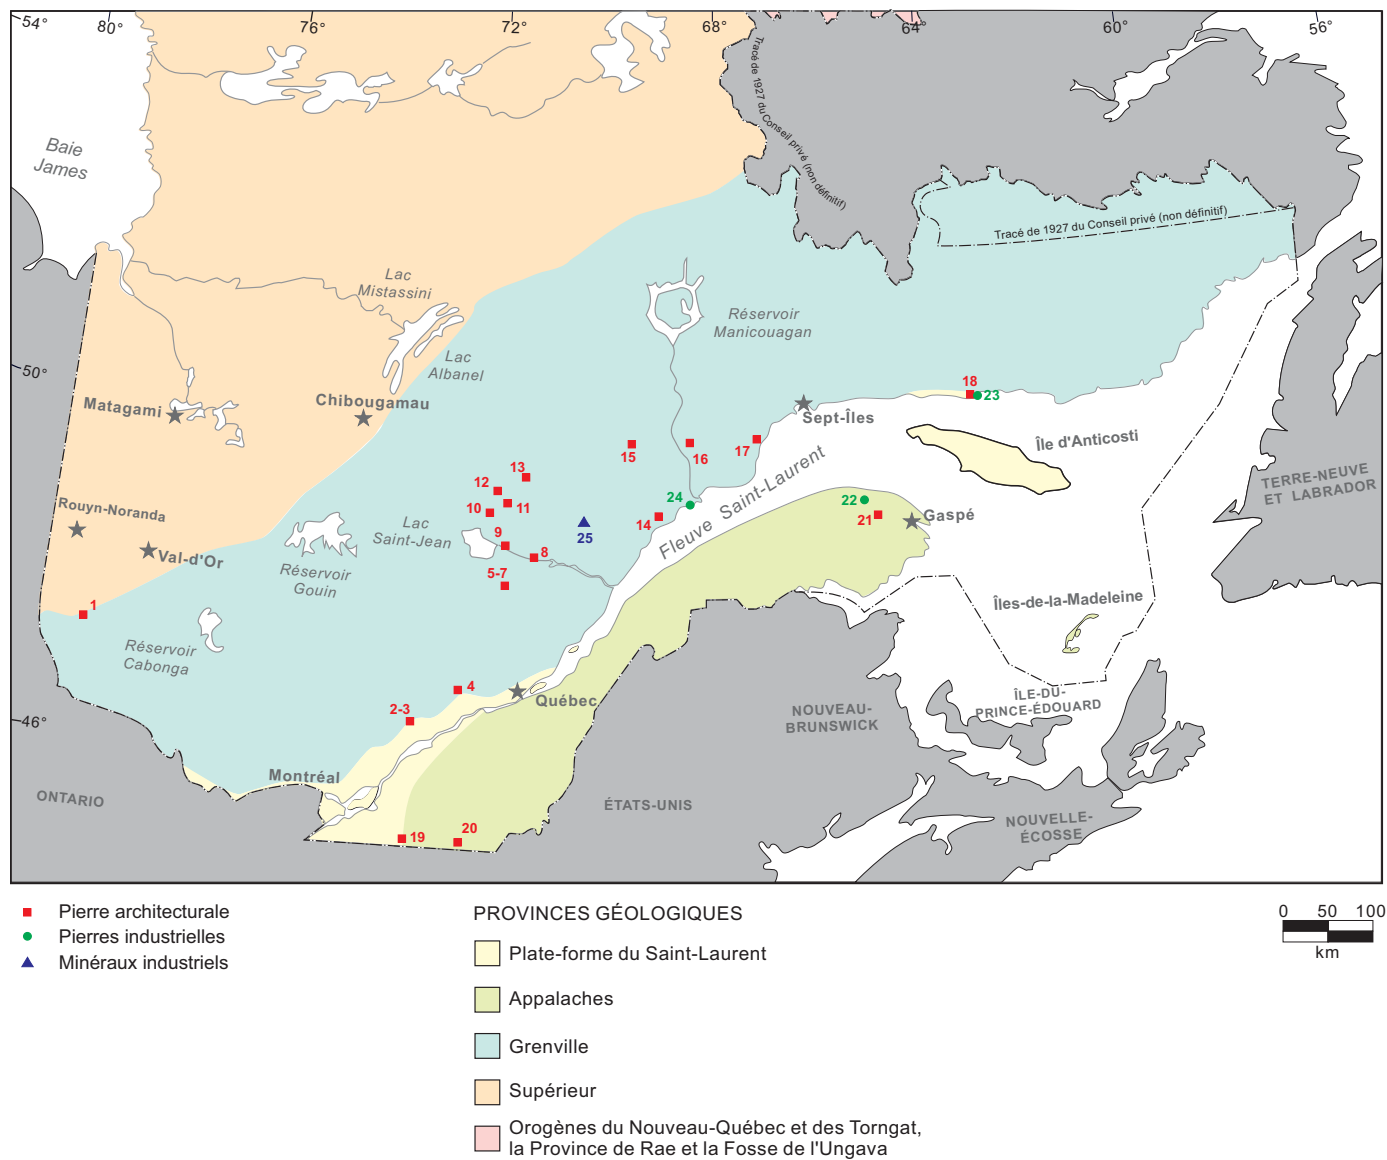 54°
80°
76°
72°
68°
64°
60°
56°
50°
46°
Baie
James
Tracé de 1927 du Conseil privé (non définitif)
Tracé de 1927 du Conseil privé (non définitif)
Lac
Mistassini
Réservoir
Manicouagan
Lac
Albanel
Matagami
Chibougamau
Sept-Îles
18
23
Île d'Anticosti
TERRE-NEUVE
ET LABRADOR
Rouyn-Noranda
Val-d'Or
Réservoir
Gouin
Lac
Saint-Jean
12
13
10
11
9
8
5-7
25
15
16
17
24
14
Fleuve Saint-Laurent
22
21
Gaspé
1
Réservoir
Cabonga
Îles-de-la-Madeleine
4
2-3
Québec
Montréal
NOUVEAU-
BRUNSWICK
ÎLE-DU-
PRINCE-ÉDOUARD
ONTARIO
ÉTATS-UNIS
NOUVELLE-
ÉCOSSE
19
20
Pierre architecturale
Pierres industrielles
Minéraux industriels
PROVINCES GÉOLOGIQUES
Plate-forme du Saint-Laurent
Appalaches
Grenville
Supérieur
Orogènes du Nouveau-Québec et des Torngat,
la Province de Rae et la Fosse de l'Ungava
0 50 100
km